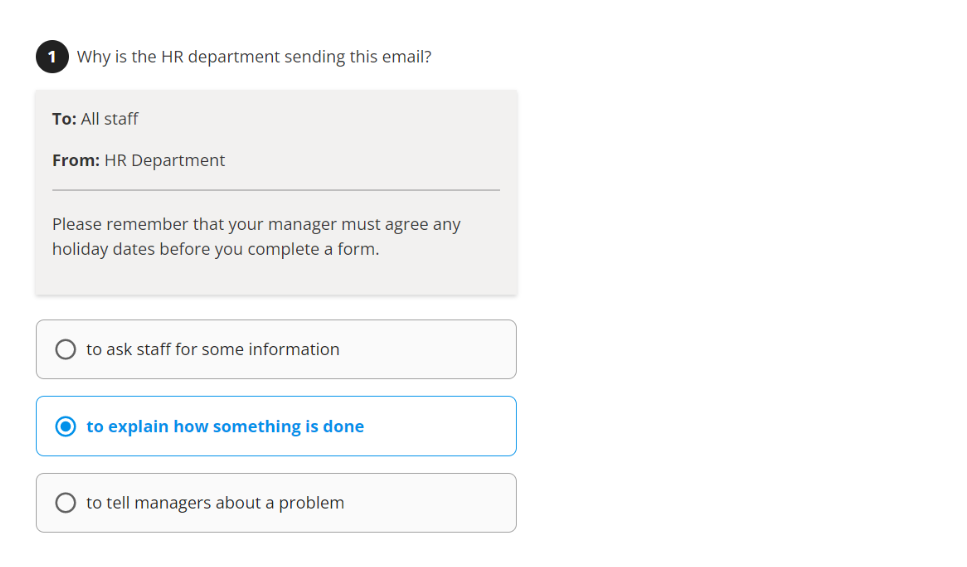 1 Why is the HR department sending this email?
To: All staff
From: HR Department
Please remember that your manager must agree any
holiday dates before you complete a form.
to ask staff for some information
to explain how something is done
to tell managers about a problem